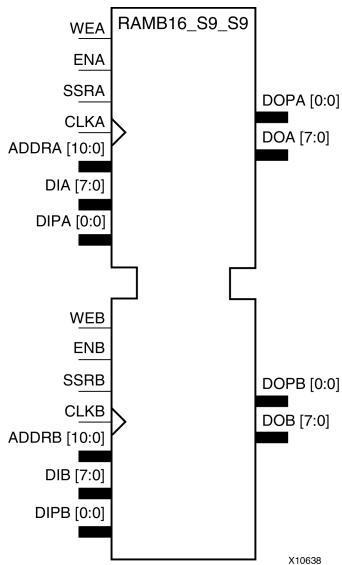 RAMB16_S9_S9
WEA
ENA
SSRA
CLKA
ADDRA [10:0]
DIA [7:0]
DIPA [0:0]
DOPA [0:0]
DOA [7:0]
WEB
ENB
SSRB
CLKB
ADDRB [10:0]
DIB [7:0]
DIPB [0:0]
DOPB [0:0]
DOB [7:0]
X10638